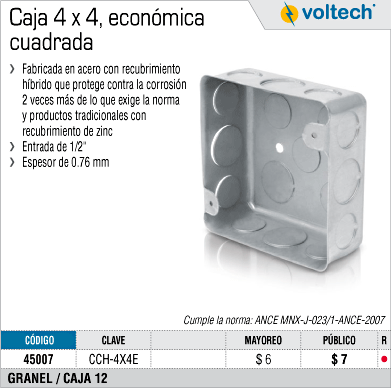 Caja 4 x 4, económica
cuadrada
voltech
❯ Fabricada en acero con recubrimiento
híbrido que protege contra la corrosión
2 veces más de lo que exige la norma
y productos tradicionales con
recubrimiento de zinc
❯ Entrada de 1/2"
❯ Espesor de 0.76 mm
Cumple la norma: ANCE MNX-J-023/1-ANCE-2007
CÓDIGO CLAVE MAYOREO PÚBLICO R
45007 CCH-4X4E $ 6 $ 7 •
GRANEL / CAJA 12